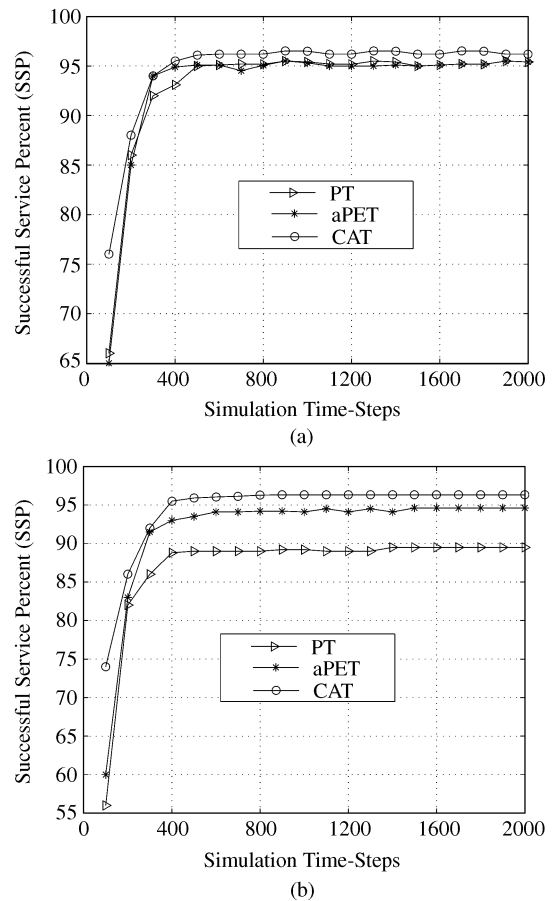 100
95
90
85
80
75
70
65
Successful Service Percent (SSP)
PT
aPET
CAT
0 400 800 1200 1600 2000
Simulation Time-Steps
(a)
100
95
90
85
80
75
70
65
60
55
Successful Service Percent (SSP)
PT
aPET
CAT
0 400 800 1200 1600 2000
Simulation Time-Steps
(b)